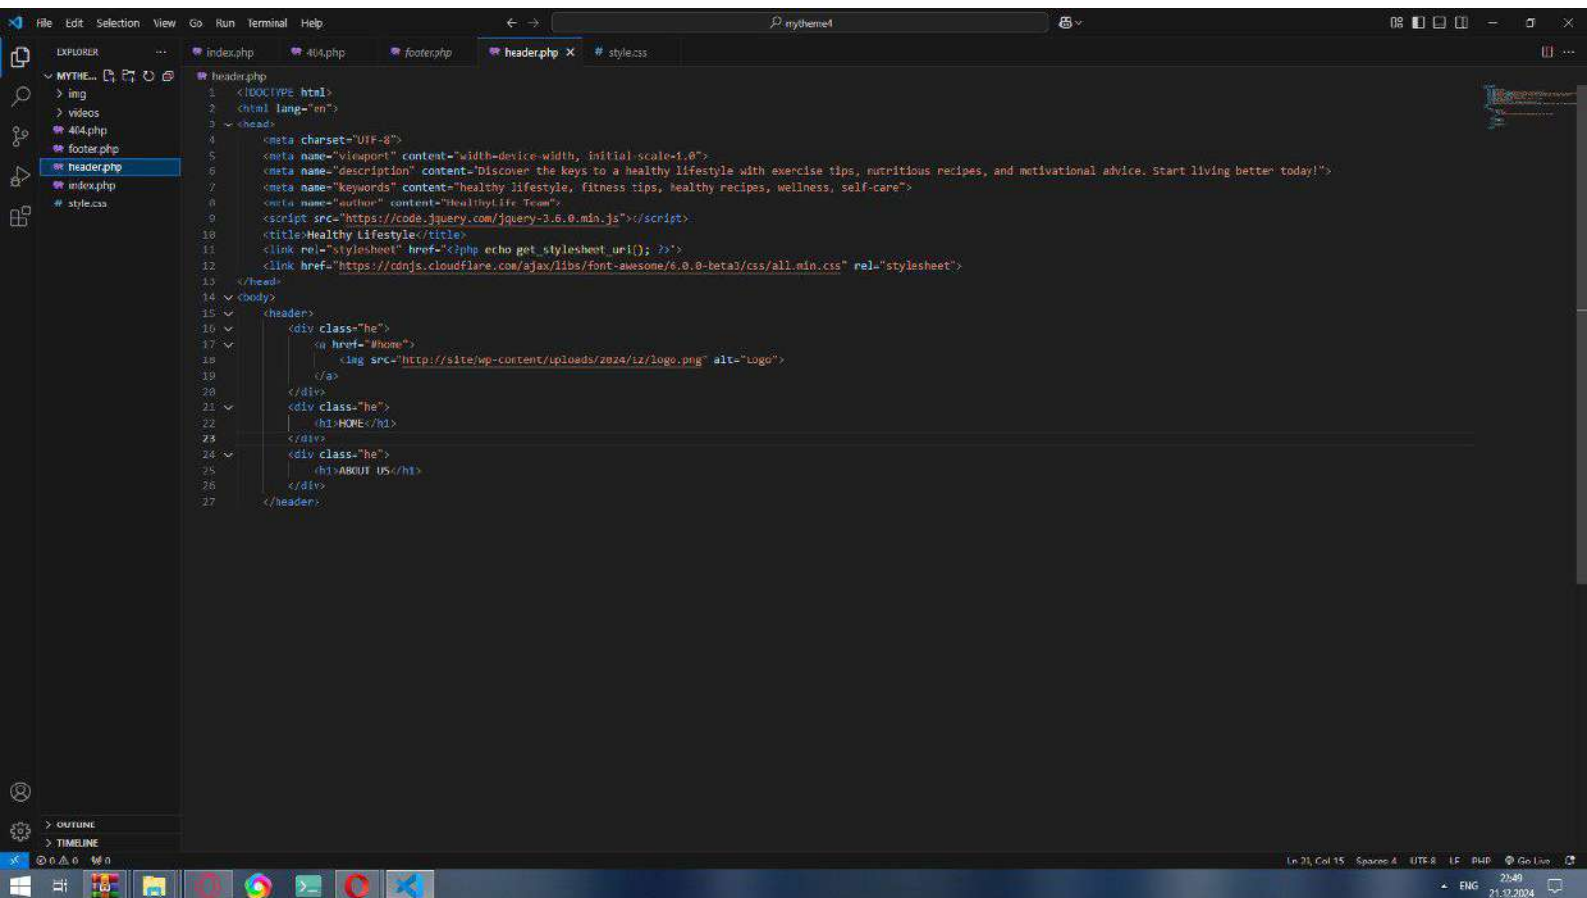 File Edit Selection View Go Run Terminal Help
mytheme4
EXPLORER
index.php 404.php footer.php header.php style.css
MYTHE...
img
videos
404.php
footer.php
header.php
index.php
style.css
header.php
1 <!DOCTYPE html>
2 <html lang="en">
3 <head>
4 <meta charset="UTF-8">
5 <meta name="viewport" content="width=device-width, initial-scale=1.0">
6 <meta name="description" content="Discover the keys to a healthy lifestyle with exercise tips, nutritious recipes, and motivational advice. Start living better today!">
7 <meta name="keywords" content="healthy lifestyle, fitness tips, healthy recipes, wellness, self-care">
8 <meta name="author" content="HealthyLife Team">
9 <script src="https://code.jquery.com/jquery-3.6.0.min.js"></script>
10 <title>Healthy Lifestyle</title>
11 <link rel="stylesheet" href="<?php echo get_stylesheet_uri(); ?>">
12 <link href="https://cdnjs.cloudflare.com/ajax/libs/font-awesome/6.0.0-beta3/css/all.min.css" rel="stylesheet">
13 </head>
14 <body>
15 <header>
16 <div class="he">
17 <a href="#home">
18 <img src="http://site/wp-content/uploads/2024/12/logo.png" alt="Logo">
19 </a>
20 </div>
21 <div class="he">
22 <h1>HOME</h1>
23 </div>
24 <div class="he">
25 <h1>ABOUT US</h1>
26 </div>
27 </header>
OUTLINE
TIMELINE
0 0 0
Ln 23, Col 15 Spaces: 4 UTF-8 LF PHP Go Live
ENG
22:49
21.12.2024